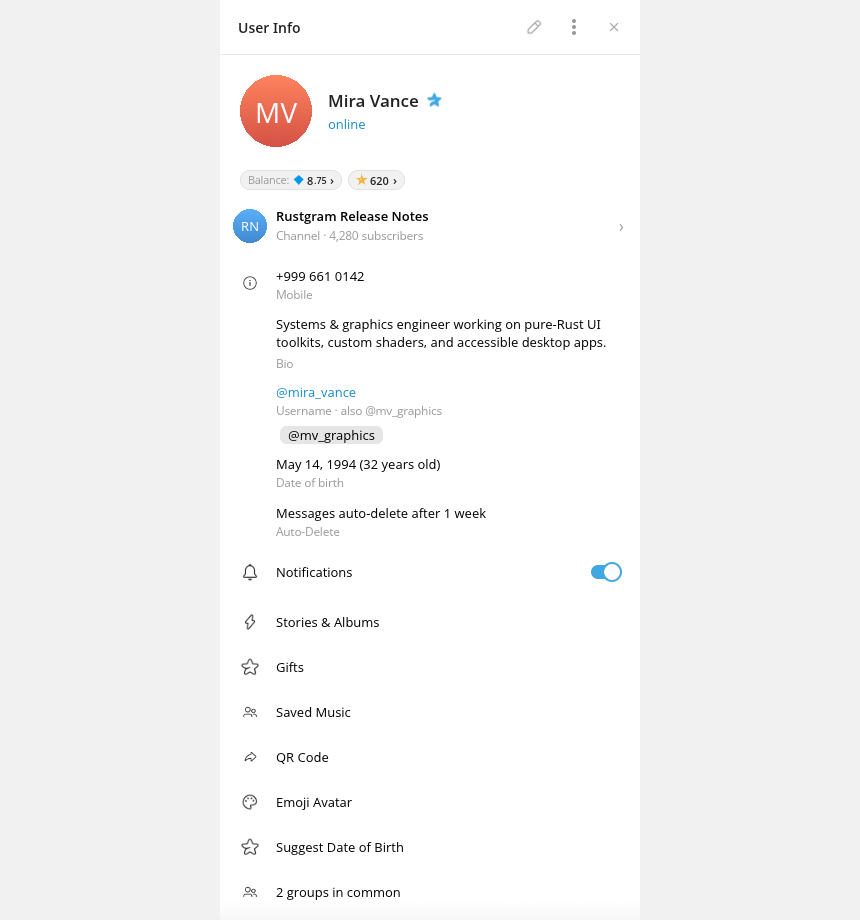 User Info
MV
Mira Vance
online
Balance: 8.75 ›
620 ›
RN
Rustgram Release Notes
Channel · 4,280 subscribers
+999 661 0142
Mobile
Systems & graphics engineer working on pure-Rust UI
toolkits, custom shaders, and accessible desktop apps.
Bio
@mira_vance
Username · also @mv_graphics
@mv_graphics
May 14, 1994 (32 years old)
Date of birth
Messages auto-delete after 1 week
Auto-Delete
Notifications
Stories & Albums
Gifts
Saved Music
QR Code
Emoji Avatar
Suggest Date of Birth
2 groups in common